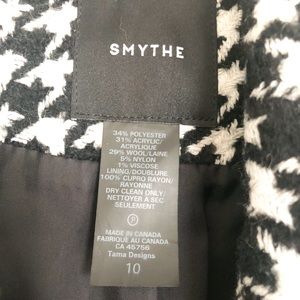 SMYTHE
34% POLYESTER
31% ACRYLIC/
ACRYLIQUE
29% WOOL/LAINE
5% NYLON
1% VISCOSE
LINING/DOUBLURE
100% CUPRO RAYON/
RAYONNE
DRY CLEAN ONLY/
NETTOYER A SEC
SEULEMENT
P
MADE IN CANADA
FABRIQUE AU CANADA
CA 45756
Tama Designs
10